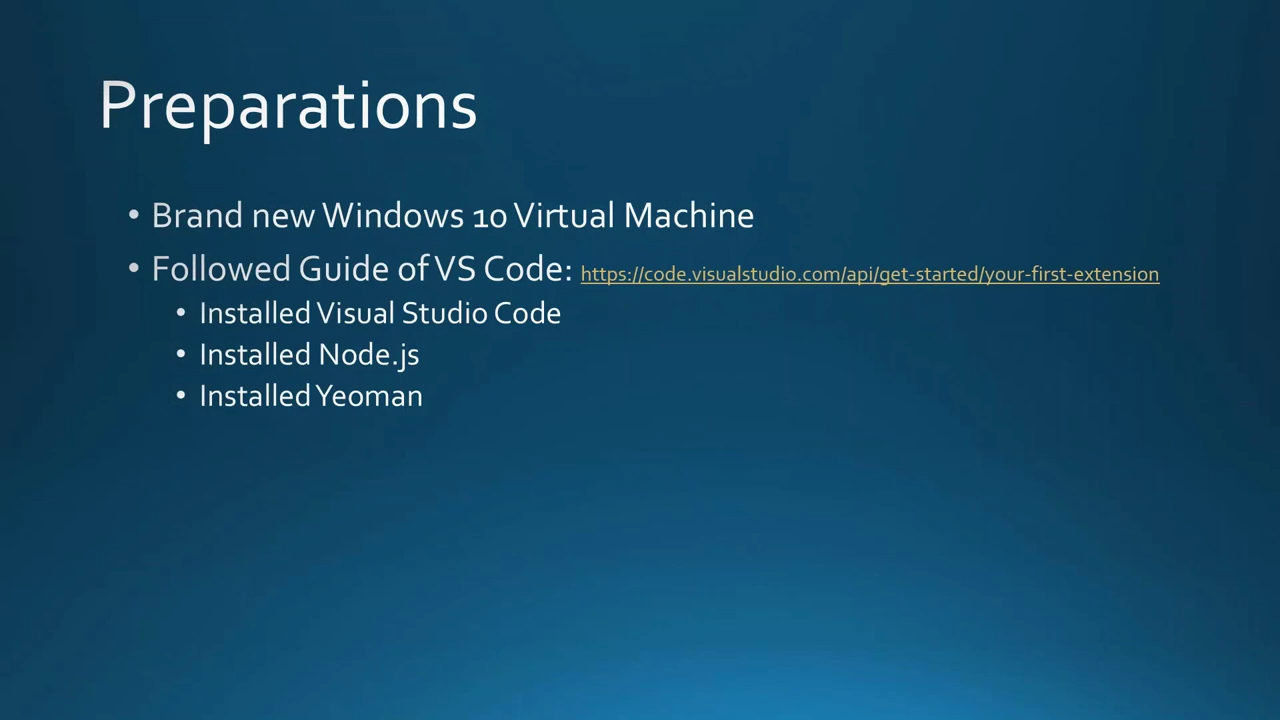 Preparations
• Brand new Windows 10 Virtual Machine
• Followed Guide of VS Code: https://code.visualstudio.com/api/get-started/your-first-extension
• Installed Visual Studio Code
• Installed Node.js
• Installed Yeoman